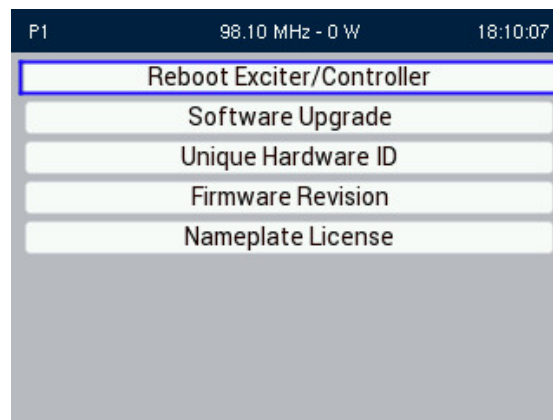 P1 98.10 MHz - 0 W 18:10:07
Reboot Exciter/Controller
Software Upgrade
Unique Hardware ID
Firmware Revision
Nameplate License